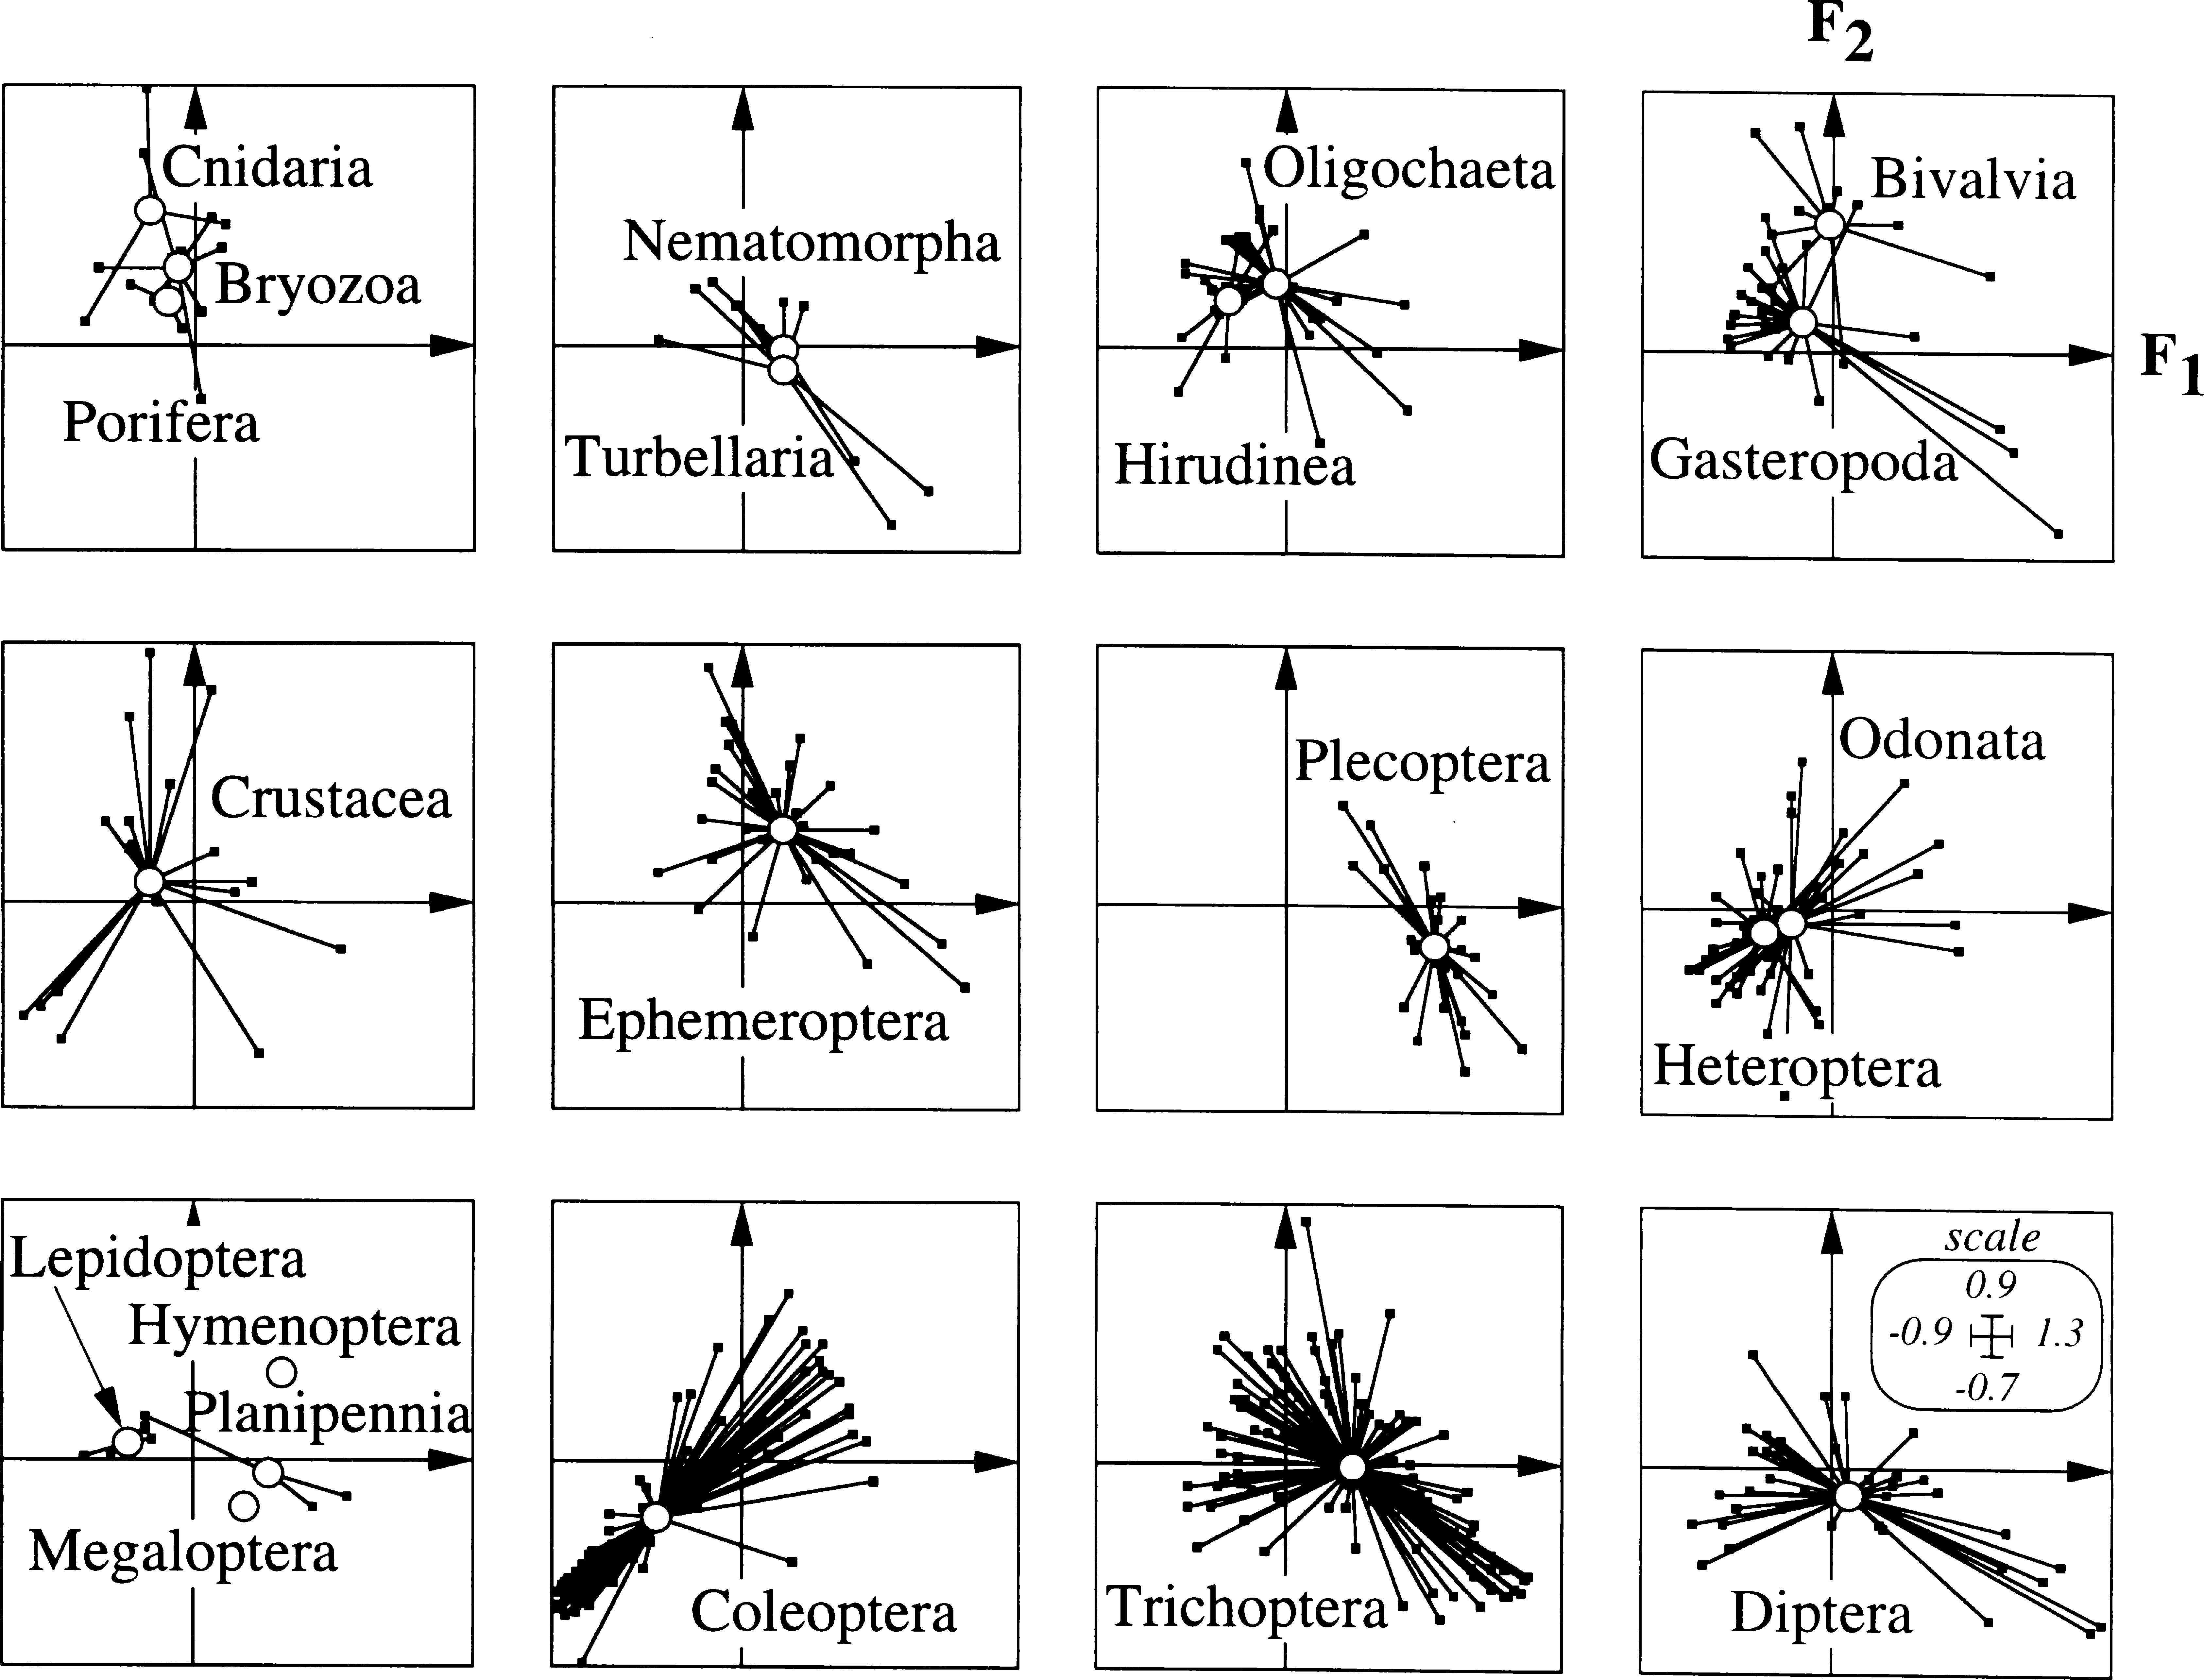 F2
Cnidaria
Bryozoa
Porifera
Nematomorpha
Turbellaria
Oligochaeta
Hirudinea
Bivalvia
Gasteropoda
F1
Crustacea
Ephemeroptera
Plecoptera
Odonata
Heteroptera
Lepidoptera
Hymenoptera
Planipennia
Megaloptera
Coleoptera
Trichoptera
scale
0.9
-0.9 1.3
-0.7
Diptera